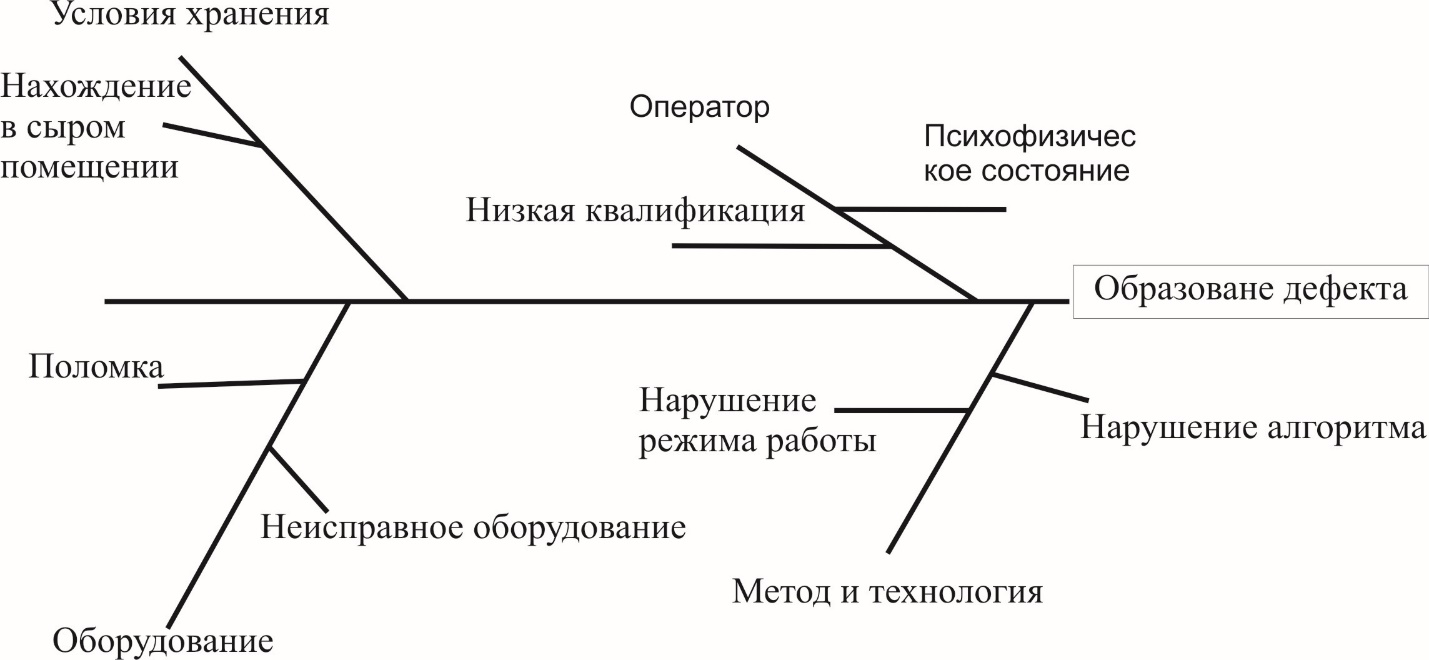 Условия хранения
Нахождение
в сыром
помещении
Оператор
Психофизичес
кое состояние
Низкая квалификация
Образоване дефекта
Поломка
Нарушение
режима работы
Нарушение алгоритма
Неисправное оборудование
Метод и технология
Оборудование